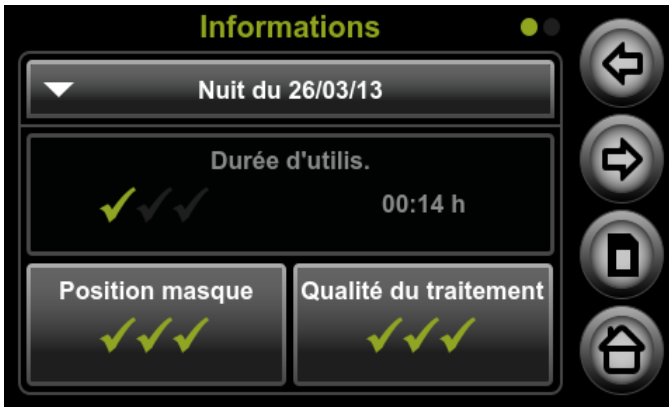 Informations
Nuit du 26/03/13
Durée d'utilis.
00:14 h
Position masque
Qualité du traitement